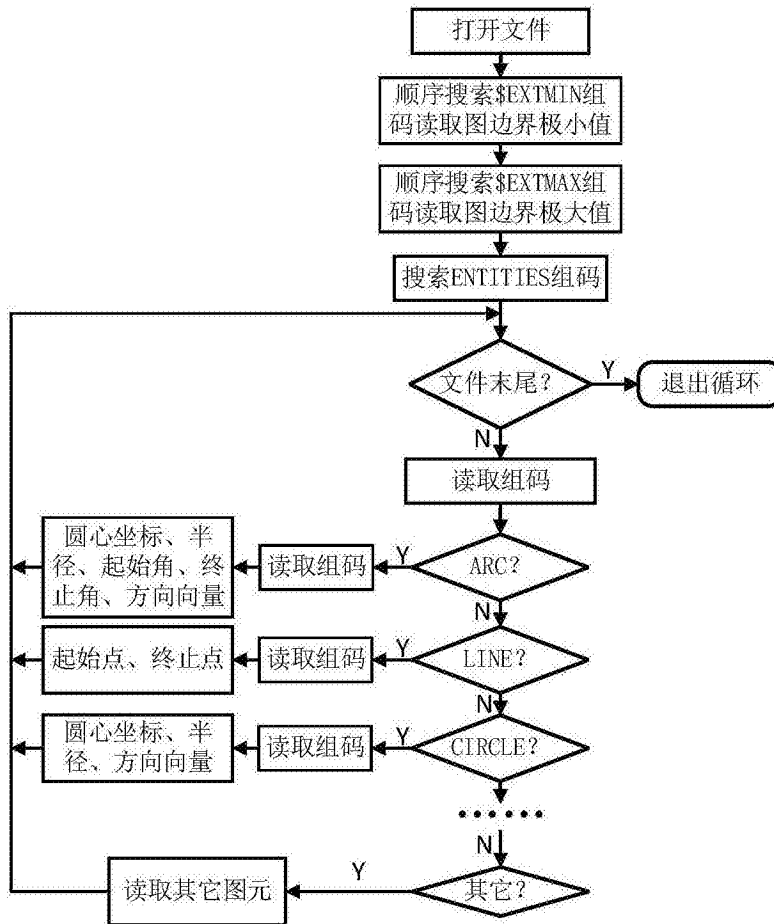 打开文件
顺序搜索$EXTMIN组
码读取图边界极小值
顺序搜索$EXTMAX组
码读取图边界极大值
搜索ENTITIES组码
文件末尾?
Y
退出循环
N
读取组码
圆心坐标、半
径、起始角、终
止角、方向向量
读取组码
Y
ARC?
N
起始点、终止点
读取组码
Y
LINE?
N
圆心坐标、半
径、方向向量
读取组码
Y
CIRCLE?
······
N
读取其它图元
Y
其它?